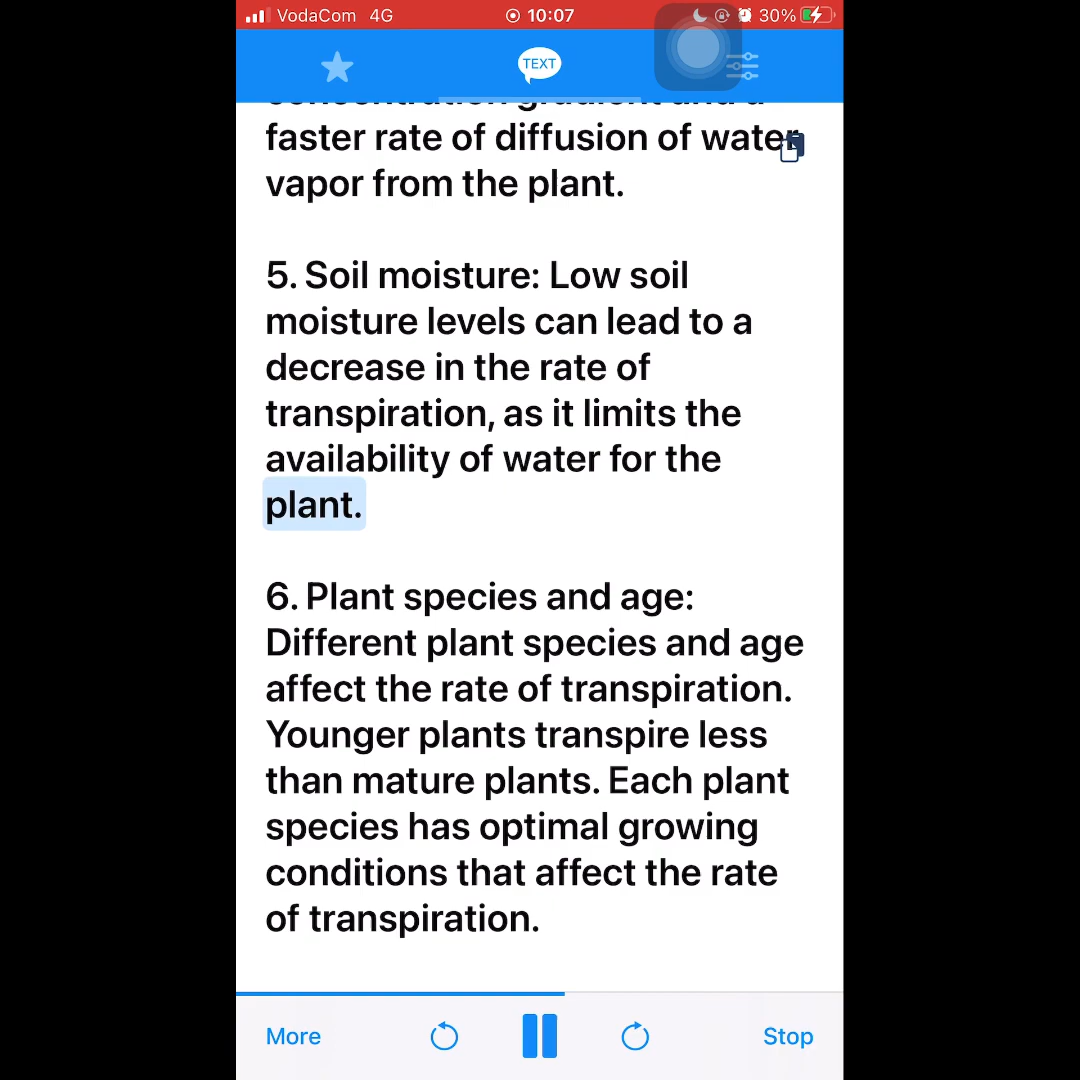 VodaCom 4G 10:07 30%
TEXT
concentration gradient and a
faster rate of diffusion of water
vapor from the plant.
5. Soil moisture: Low soil
moisture levels can lead to a
decrease in the rate of
transpiration, as it limits the
availability of water for the
plant.
6. Plant species and age:
Different plant species and age
affect the rate of transpiration.
Younger plants transpire less
than mature plants. Each plant
species has optimal growing
conditions that affect the rate
of transpiration.
More Stop